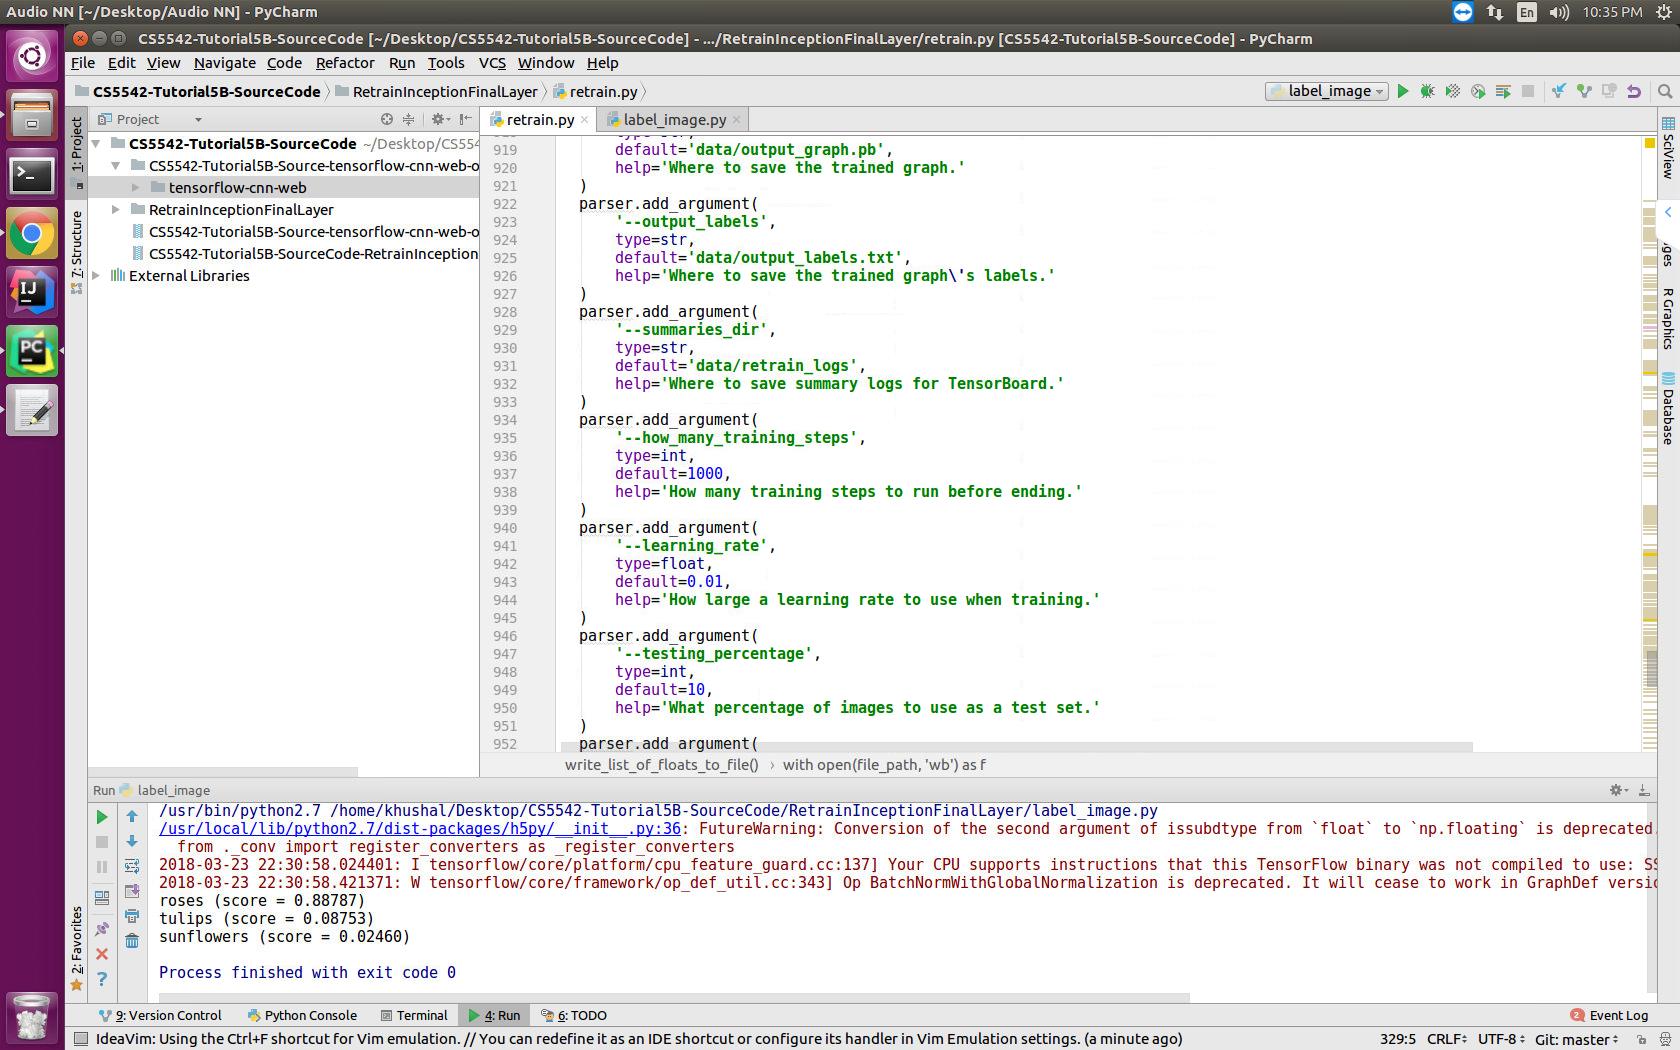 Audio NN [~/Desktop/Audio NN] - PyCharm
En
10:35 PM
CS5542-Tutorial5B-SourceCode [~/Desktop/CS5542-Tutorial5B-SourceCode] - .../RetrainInceptionFinalLayer/retrain.py [CS5542-Tutorial5B-SourceCode] - PyCharm
File Edit View Navigate Code Refactor Run Tools VCS Window Help
CS5542-Tutorial5B-SourceCode RetrainInceptionFinalLayer retrain.py
label_image
Project
retrain.py
label_image.py
1: Project
7: Structure
2: Favorites
CS5542-Tutorial5B-SourceCode ~/Desktop/CS554
CS5542-Tutorial5B-Source-tensorflow-cnn-web-o
tensorflow-cnn-web
RetrainInceptionFinalLayer
CS5542-Tutorial5B-Source-tensorflow-cnn-web-o
CS5542-Tutorial5B-SourceCode-RetrainInception
External Libraries
919 default='data/output_graph.pb',
920 help='Where to save the trained graph.'
921 )
922 parser.add_argument(
923 '--output_labels',
924 type=str,
925 default='data/output_labels.txt',
926 help='Where to save the trained graph\'s labels.'
927 )
928 parser.add_argument(
929 '--summaries_dir',
930 type=str,
931 default='data/retrain_logs',
932 help='Where to save summary logs for TensorBoard.'
933 )
934 parser.add_argument(
935 '--how_many_training_steps',
936 type=int,
937 default=1000,
938 help='How many training steps to run before ending.'
939 )
940 parser.add_argument(
941 '--learning_rate',
942 type=float,
943 default=0.01,
944 help='How large a learning rate to use when training.'
945 )
946 parser.add_argument(
947 '--testing_percentage',
948 type=int,
949 default=10,
950 help='What percentage of images to use as a test set.'
951 )
952 parser.add_argument(
write_list_of_floats_to_file() › with open(file_path, 'wb') as f
SciView
ges
R Graphics
Database
IJ
PC
Run label_image
/usr/bin/python2.7 /home/khushal/Desktop/CS5542-Tutorial5B-SourceCode/RetrainInceptionFinalLayer/label_image.py
/usr/local/lib/python2.7/dist-packages/h5py/__init__.py:36: FutureWarning: Conversion of the second argument of issubdtype from `float` to `np.floating` is deprecated.
from ._conv import register_converters as _register_converters
2018-03-23 22:30:58.024401: I tensorflow/core/platform/cpu_feature_guard.cc:137] Your CPU supports instructions that this TensorFlow binary was not compiled to use: SS
2018-03-23 22:30:58.421371: W tensorflow/core/framework/op_def_util.cc:343] Op BatchNormWithGlobalNormalization is deprecated. It will cease to work in GraphDef versio
roses (score = 0.88787)
tulips (score = 0.08753)
sunflowers (score = 0.02460)
Process finished with exit code 0
9: Version Control Python Console Terminal 4: Run 6: TODO 2 Event Log
IdeaVim: Using the Ctrl+F shortcut for Vim emulation. // You can redefine it as an IDE shortcut or configure its handler in Vim Emulation settings. (a minute ago) 329:5 CRLF UTF-8 Git: master